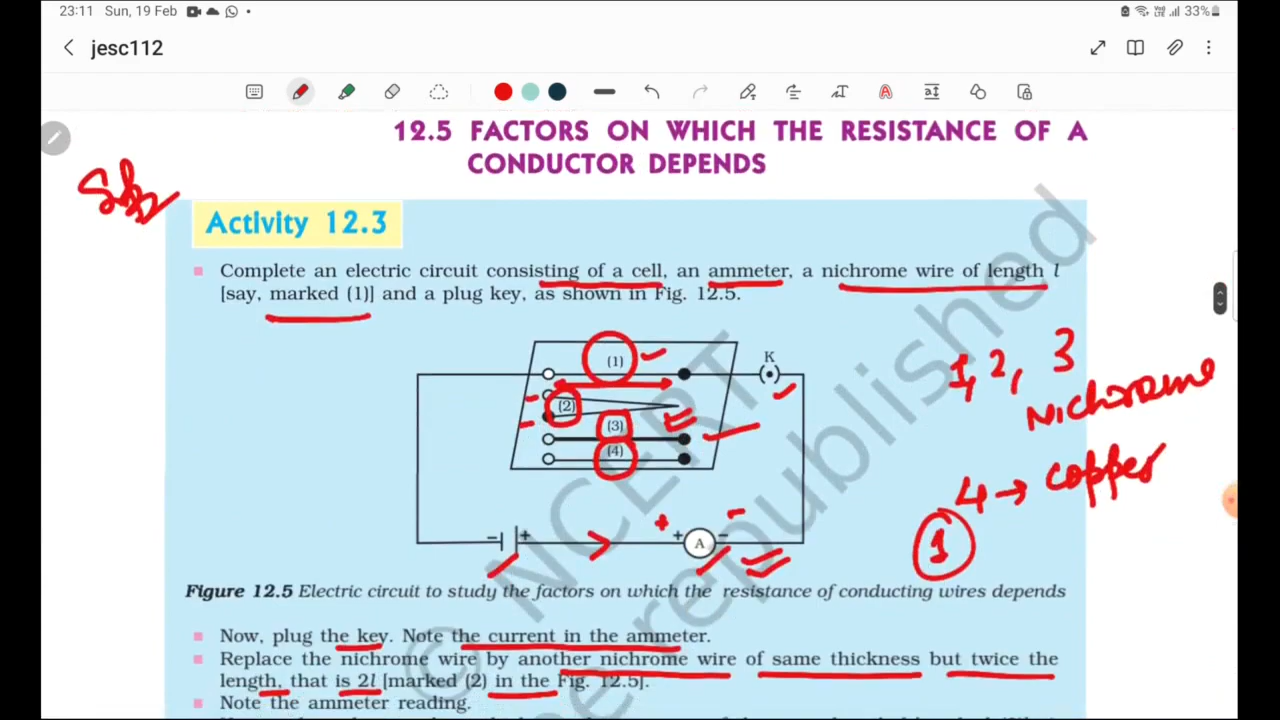 23:11 Sun, 19 Feb
33%
jesc112
12.5 FACTORS ON WHICH THE RESISTANCE OF A
CONDUCTOR DEPENDS
Activity 12.3
Complete an electric circuit consisting of a cell, an ammeter, a nichrome wire of length l
[say, marked (1)] and a plug key, as shown in Fig. 12.5.
(1)
K
(2)
(3)
(4)
1, 2, 3
Nichrome
4 → copper
1
− +
+ + A − −
Figure 12.5 Electric circuit to study the factors on which the resistance of conducting wires depends
Now, plug the key. Note the current in the ammeter.
Replace the nichrome wire by another nichrome wire of same thickness but twice the
length, that is 2l [marked (2) in the Fig. 12.5].
Note the ammeter reading.
© NCERT
be republished